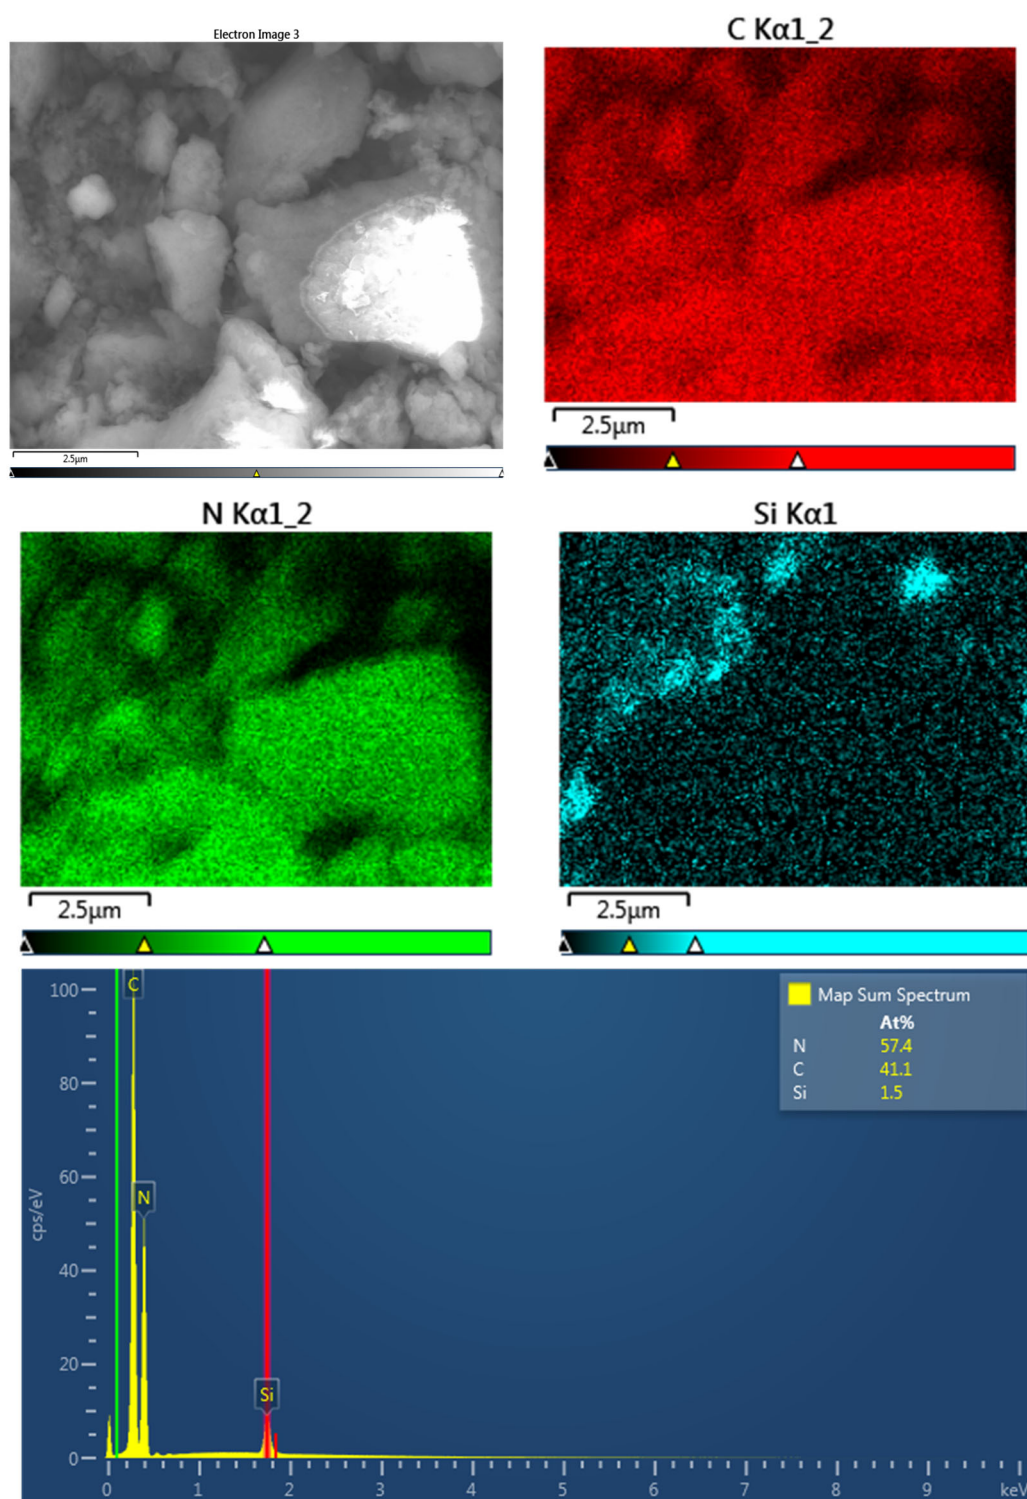 Electron Image 3
2.5μm
C Kα1_2
2.5μm
N Kα1_2
2.5μm
Si Kα1
2.5μm
100
80
60
40
20
0
cps/eV
C
N
Si
Map Sum Spectrum
At%
N 57.4
C 41.1
Si 1.5
0 1 2 3 4 5 6 7 8 9 keV